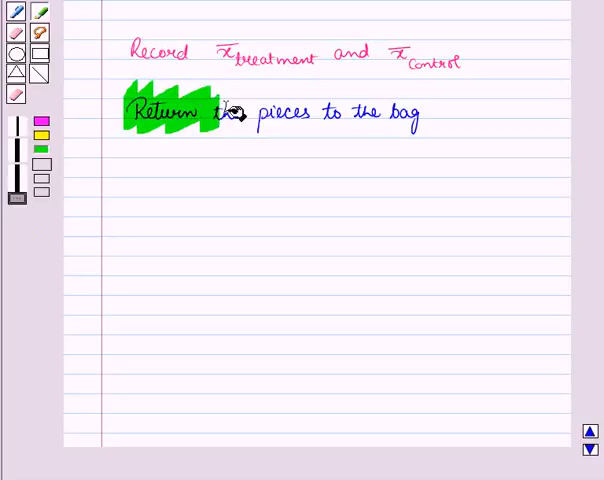 Record x̄treatment and x̄control
Return the pieces to the bag